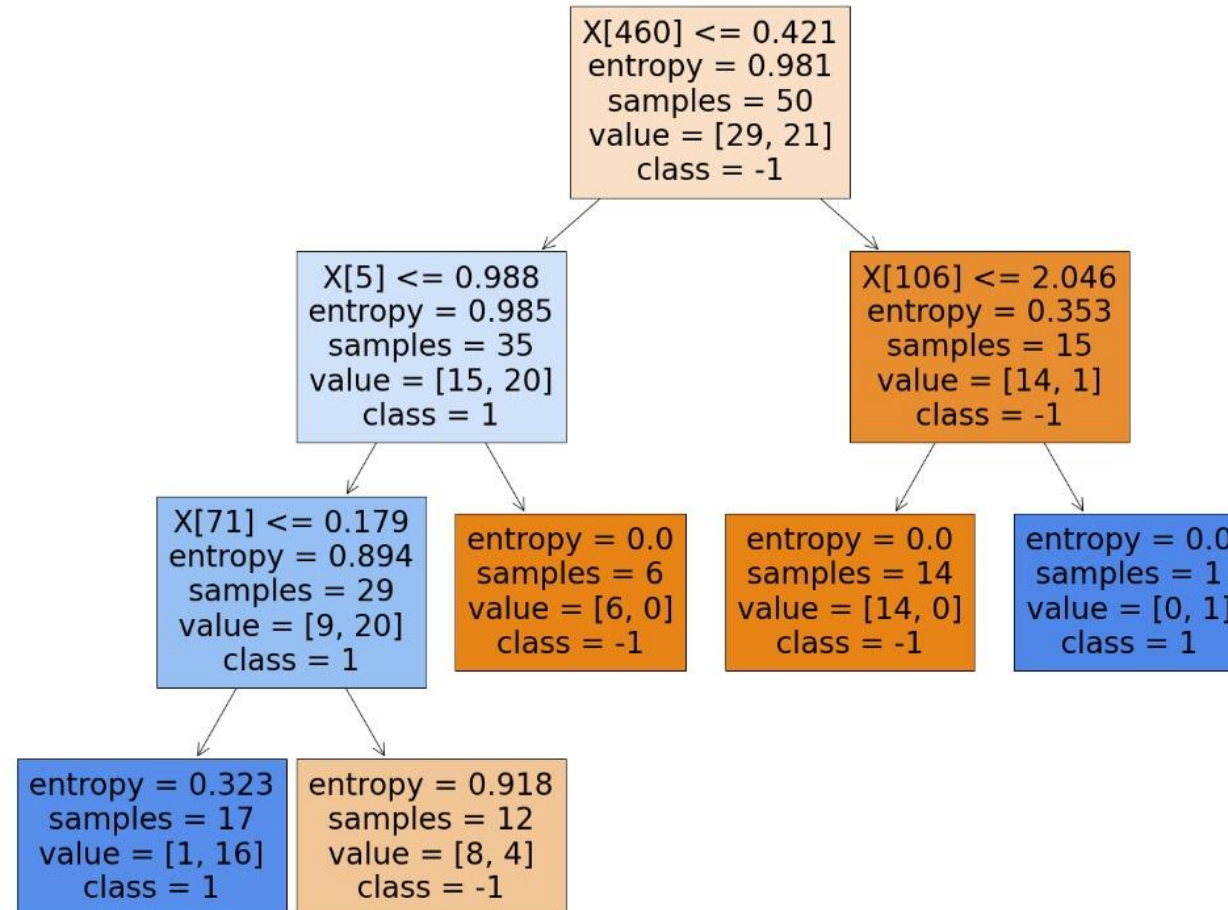 X[460] <= 0.421
entropy = 0.981
samples = 50
value = [29, 21]
class = -1
X[5] <= 0.988
entropy = 0.985
samples = 35
value = [15, 20]
class = 1
X[106] <= 2.046
entropy = 0.353
samples = 15
value = [14, 1]
class = -1
X[71] <= 0.179
entropy = 0.894
samples = 29
value = [9, 20]
class = 1
entropy = 0.0
samples = 6
value = [6, 0]
class = -1
entropy = 0.0
samples = 14
value = [14, 0]
class = -1
entropy = 0.0
samples = 1
value = [0, 1]
class = 1
entropy = 0.323
samples = 17
value = [1, 16]
class = 1
entropy = 0.918
samples = 12
value = [8, 4]
class = -1